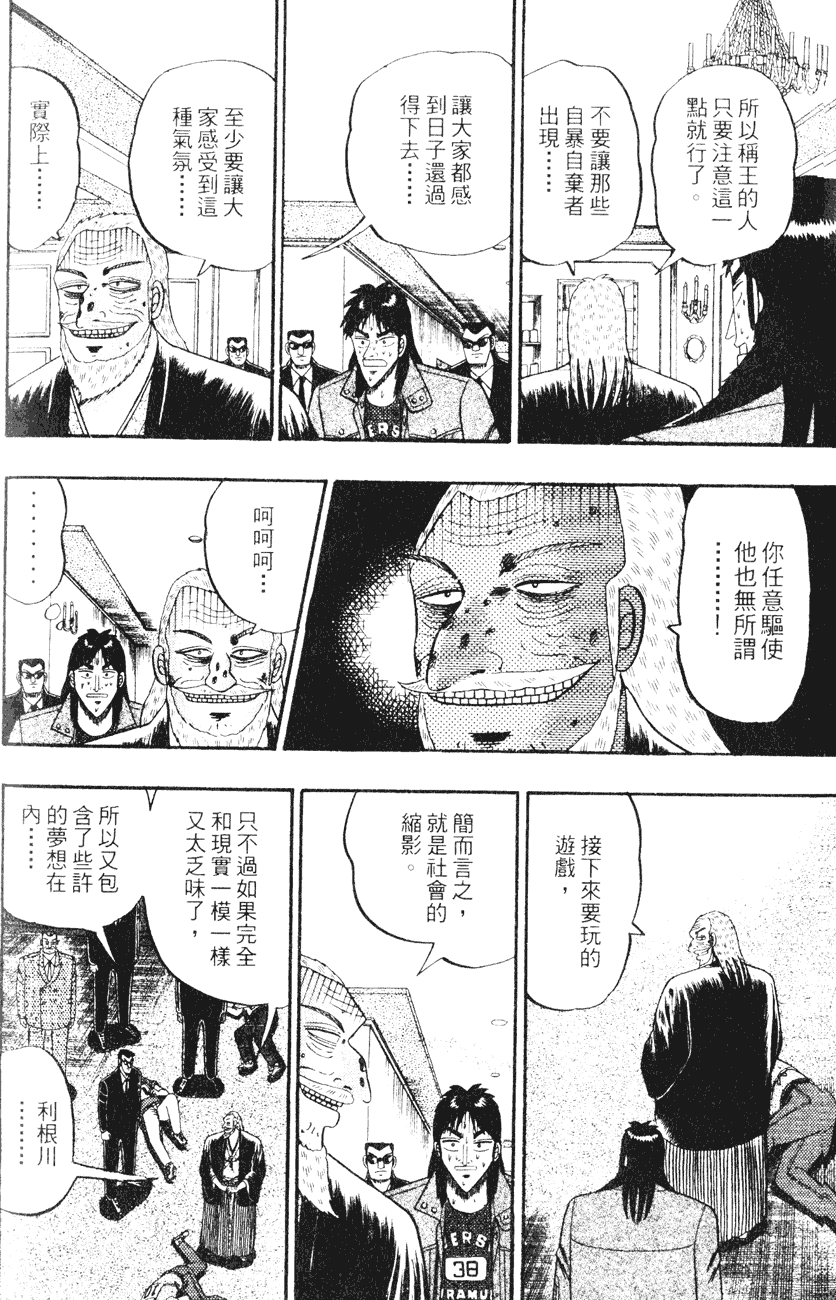 所以稱王的人
只要注意這一
點就行了。
不要讓那些
自暴自棄者
出現………
讓大家都感
到日子還過
得下去………
ERS
至少要讓大
家感受到這
種氣氛………
實際上………
你任意驅使
他也無所謂
………！
呵呵呵…
………
接下來要玩的
遊戲，
簡而言之，
就是社會的
縮影。
ERS
38
URAMU
只不過如果完全
和現實一模一樣
又太乏味了，
所以又包
含了些許
的夢想在
內……
利根川
………